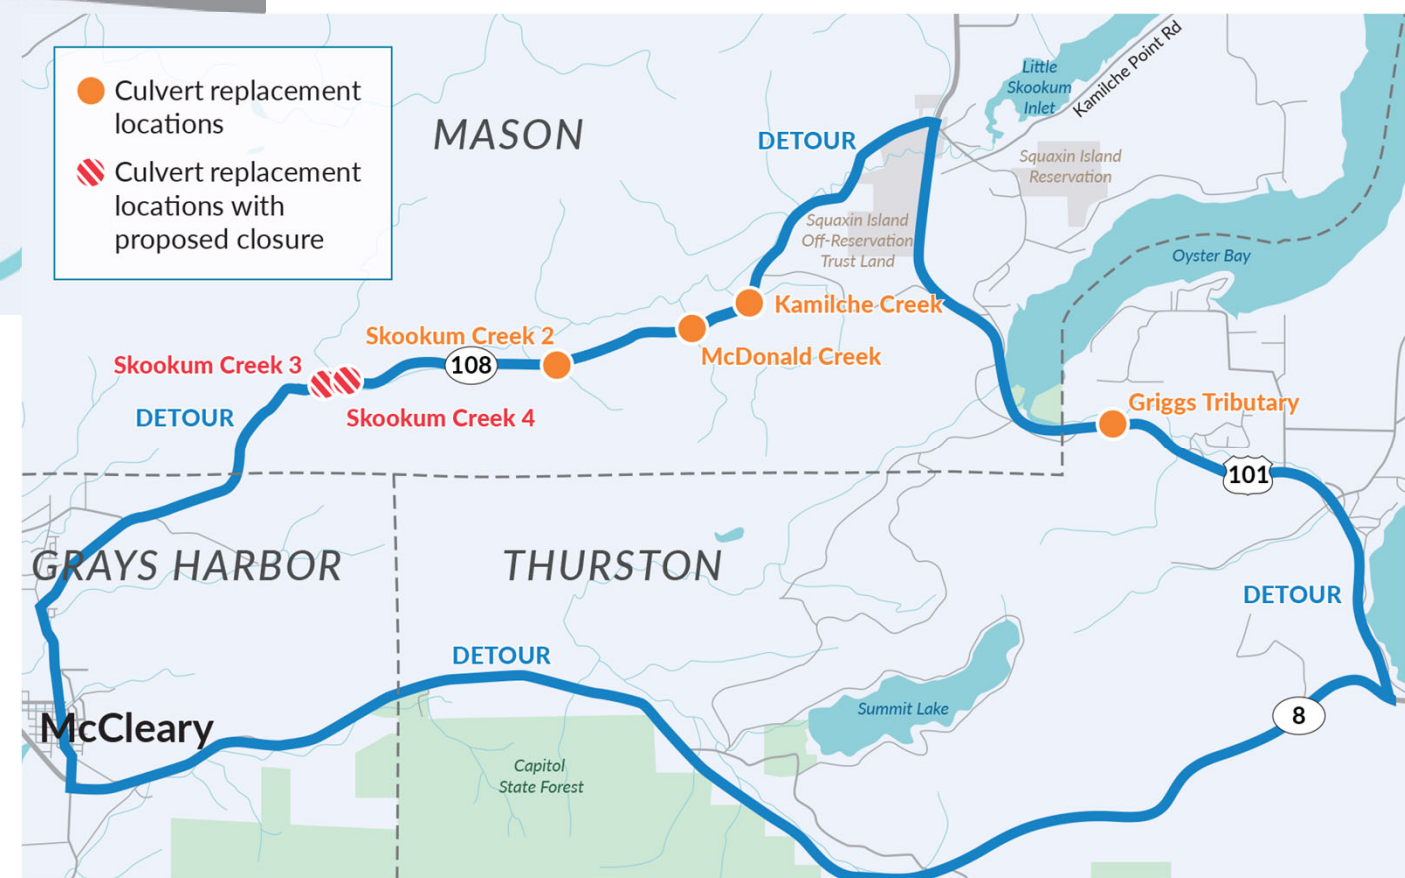 Culvert replacement
locations
Culvert replacement
locations with
proposed closure
MASON
DETOUR
Little
Skookum
Inlet
Kamilche Point Rd
Squaxin Island
Reservation
Squaxin Island
Off-Reservation
Trust Land
Oyster Bay
Kamilche Creek
Skookum Creek 2
McDonald Creek
108
Skookum Creek 3
DETOUR
Skookum Creek 4
Griggs Tributary
101
GRAYS HARBOR
THURSTON
DETOUR
DETOUR
Summit Lake
8
McCleary
Capitol
State Forest